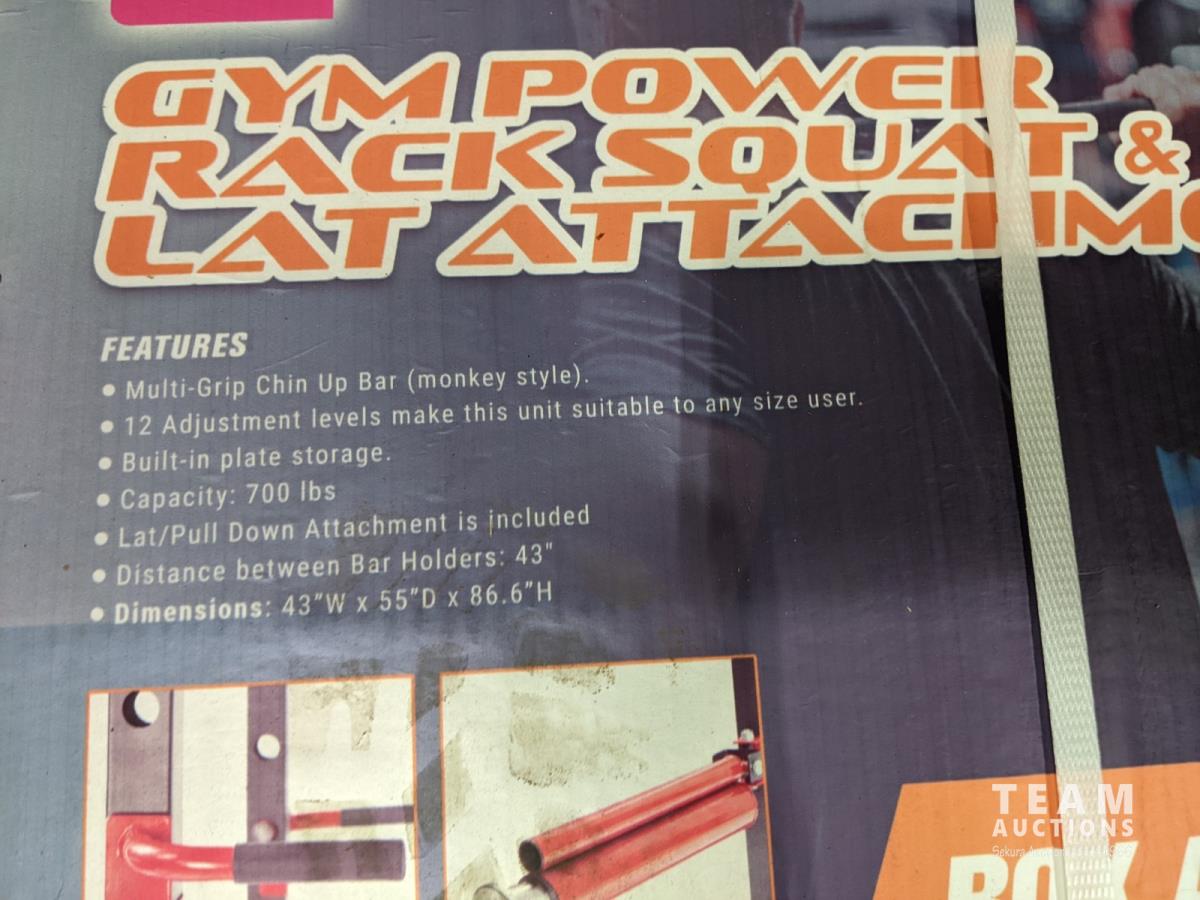 GYM POWER
RACK SQUAT &
LAT ATTACHM
FEATURES
● Multi-Grip Chin Up Bar (monkey style).
● 12 Adjustment levels make this unit suitable to any size user.
● Built-in plate storage.
● Capacity: 700 lbs
● Lat/Pull Down Attachment is included
● Distance between Bar Holders: 43"
● Dimensions: 43"W x 55"D x 86.6"H
TEAM
AUCTIONS
BOX